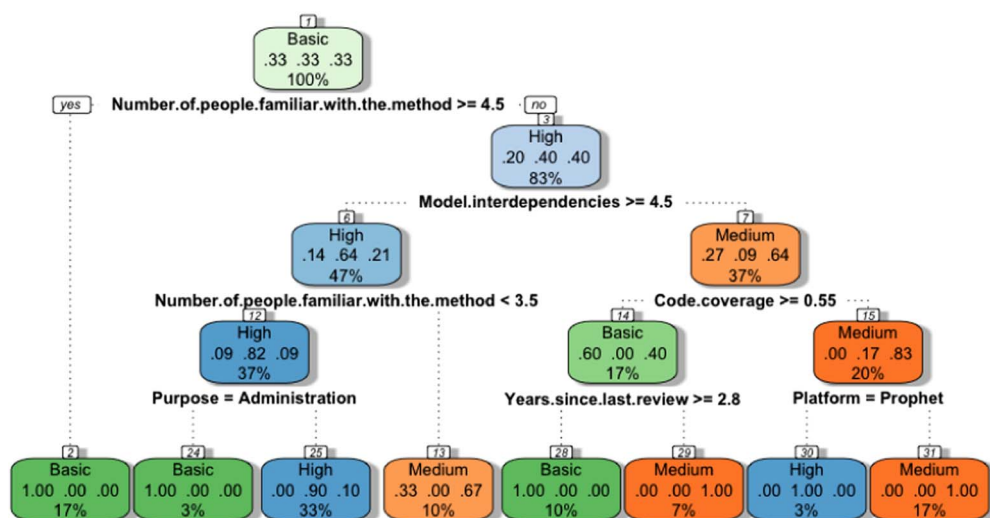 1
Basic
.33 .33 .33
100%
yes Number.of.people.familiar.with.the.method >= 4.5 no
3
High
.20 .40 .40
83%
Model.interdependencies >= 4.5
6 7
High Medium
.14 .64 .21 .27 .09 .64
47% 37%
Number.of.people.familiar.with.the.method < 3.5 Code.coverage >= 0.55
12 14 15
High Basic Medium
.09 .82 .09 .60 .00 .40 .00 .17 .83
37% 17% 20%
Purpose = Administration Years.since.last.review >= 2.8 Platform = Prophet
2 24 25 13 28 29 30 31
Basic Basic High Medium Basic Medium High Medium
1.00 .00 .00 1.00 .00 .00 .00 .90 .10 .33 .00 .67 1.00 .00 .00 .00 .00 1.00 .00 1.00 .00 .00 .00 1.00
17% 3% 33% 10% 10% 7% 3% 17%